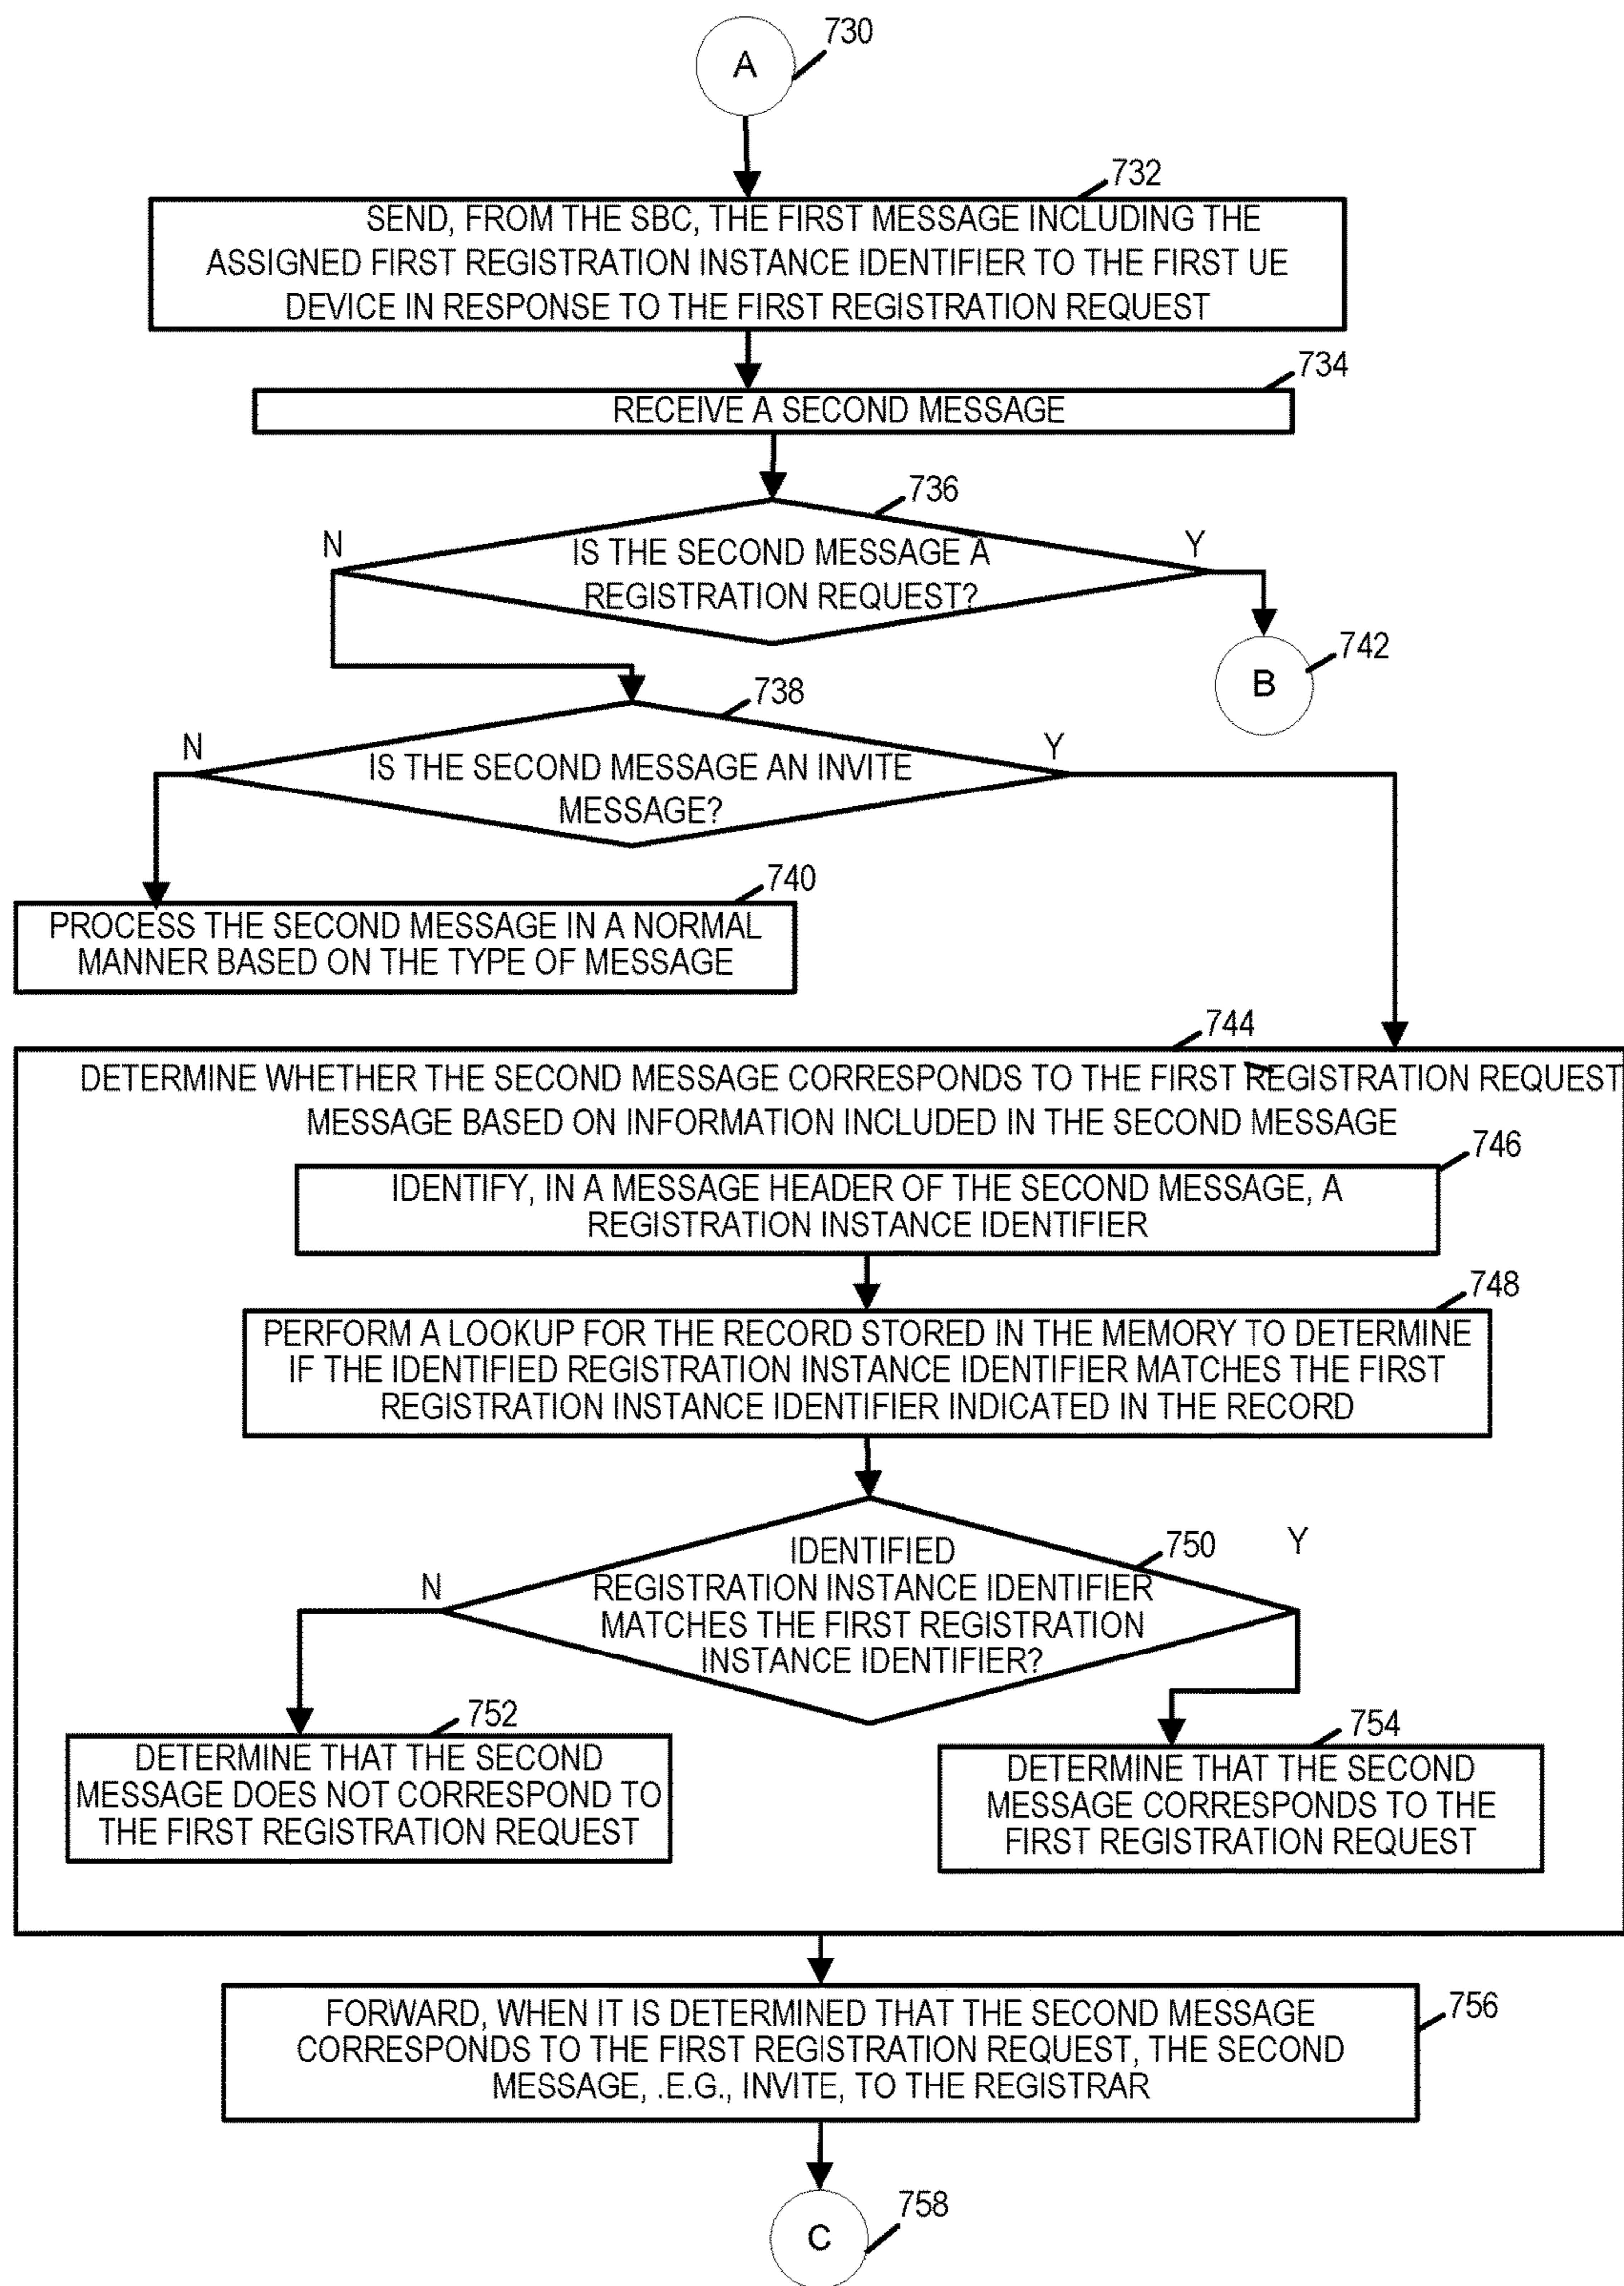 A
730
732
SEND, FROM THE SBC, THE FIRST MESSAGE INCLUDING THE
ASSIGNED FIRST REGISTRATION INSTANCE IDENTIFIER TO THE FIRST UE
DEVICE IN RESPONSE TO THE FIRST REGISTRATION REQUEST
734
RECEIVE A SECOND MESSAGE
736
N
Y
IS THE SECOND MESSAGE A
REGISTRATION REQUEST?
742
B
738
N
Y
IS THE SECOND MESSAGE AN INVITE
MESSAGE?
740
PROCESS THE SECOND MESSAGE IN A NORMAL
MANNER BASED ON THE TYPE OF MESSAGE
744
DETERMINE WHETHER THE SECOND MESSAGE CORRESPONDS TO THE FIRST REGISTRATION REQUEST
MESSAGE BASED ON INFORMATION INCLUDED IN THE SECOND MESSAGE
746
IDENTIFY, IN A MESSAGE HEADER OF THE SECOND MESSAGE, A
REGISTRATION INSTANCE IDENTIFIER
748
PERFORM A LOOKUP FOR THE RECORD STORED IN THE MEMORY TO DETERMINE
IF THE IDENTIFIED REGISTRATION INSTANCE IDENTIFIER MATCHES THE FIRST
REGISTRATION INSTANCE IDENTIFIER INDICATED IN THE RECORD
750
Y
N
IDENTIFIED
REGISTRATION INSTANCE IDENTIFIER
MATCHES THE FIRST REGISTRATION
INSTANCE IDENTIFIER?
752
DETERMINE THAT THE SECOND
MESSAGE DOES NOT CORRESPOND TO
THE FIRST REGISTRATION REQUEST
754
DETERMINE THAT THE SECOND
MESSAGE CORRESPONDS TO THE
FIRST REGISTRATION REQUEST
756
FORWARD, WHEN IT IS DETERMINED THAT THE SECOND MESSAGE
CORRESPONDS TO THE FIRST REGISTRATION REQUEST, THE SECOND
MESSAGE, .E.G., INVITE, TO THE REGISTRAR
C
758